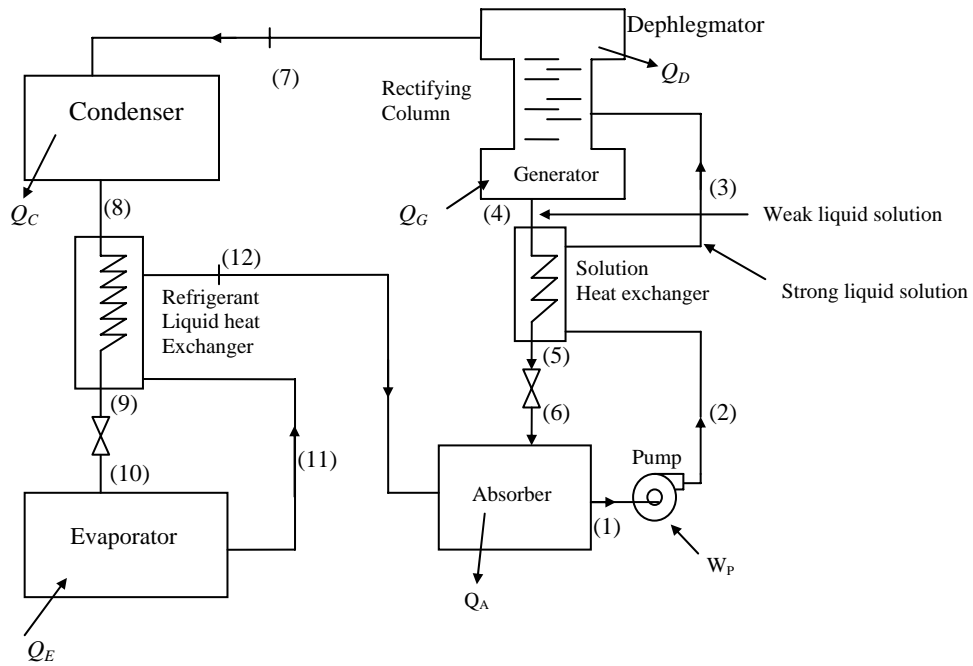 Dephlegmator
(7)
Q_D
Rectifying
Column
Condenser
Generator
(3)
Q_C
(8)
Q_G
(4)
Weak liquid solution
(12)
Solution
Heat exchanger
Refrigerant
Liquid heat
Exchanger
Strong liquid solution
(5)
(9)
(6)
(2)
(11)
Pump
(10)
Absorber
Evaporator
(1)
W_P
Q_A
Q_E